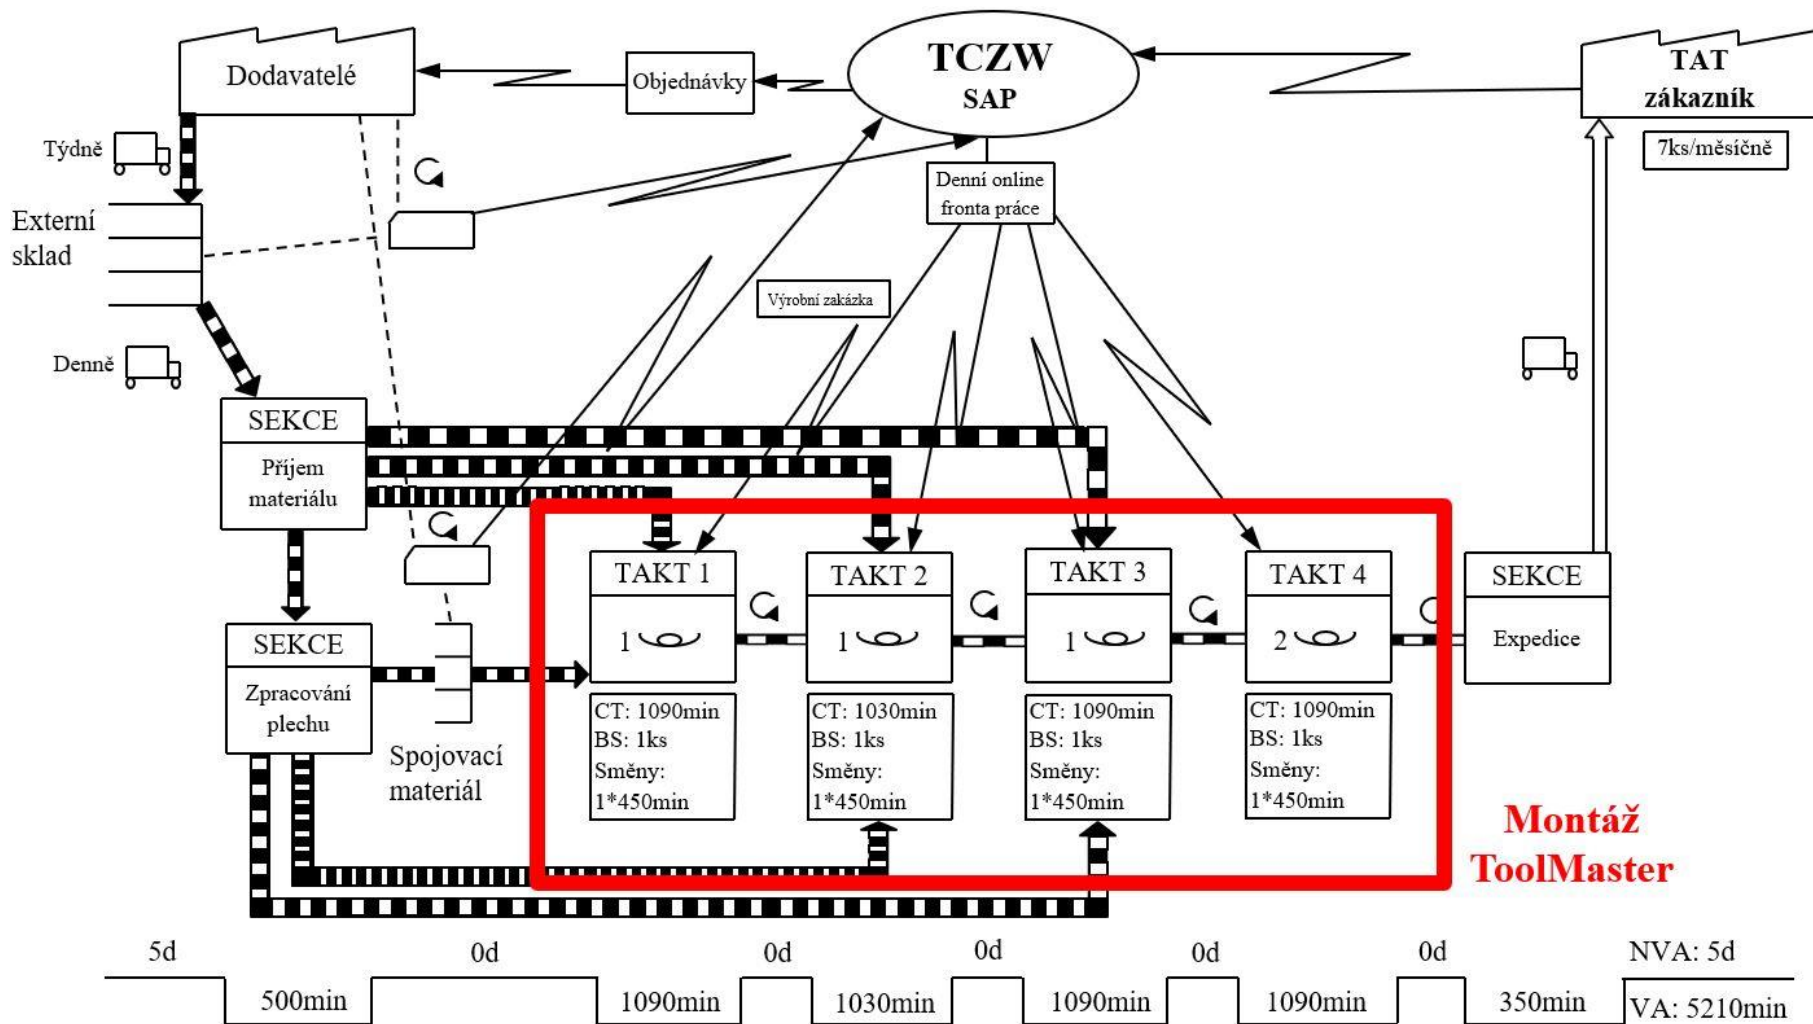 Dodavatelé
Objednávky
TCZW
SAP
TAT
zákazník
7ks/měsíčně
Týdně
Externí
sklad
Denní online
fronta práce
Výrobní zakázka
Denně
SEKCE
Příjem
materiálu
SEKCE
Zpracování
plechu
Spojovací
materiál
TAKT 1
1
CT: 1090min
BS: 1ks
Směny:
1*450min
TAKT 2
1
CT: 1030min
BS: 1ks
Směny:
1*450min
TAKT 3
1
CT: 1090min
BS: 1ks
Směny:
1*450min
TAKT 4
2
CT: 1090min
BS: 1ks
Směny:
1*450min
SEKCE
Expedice
Montáž
ToolMaster
5d
0d
0d
0d
0d
0d
NVA: 5d
500min
1090min
1030min
1090min
1090min
350min
VA: 5210min